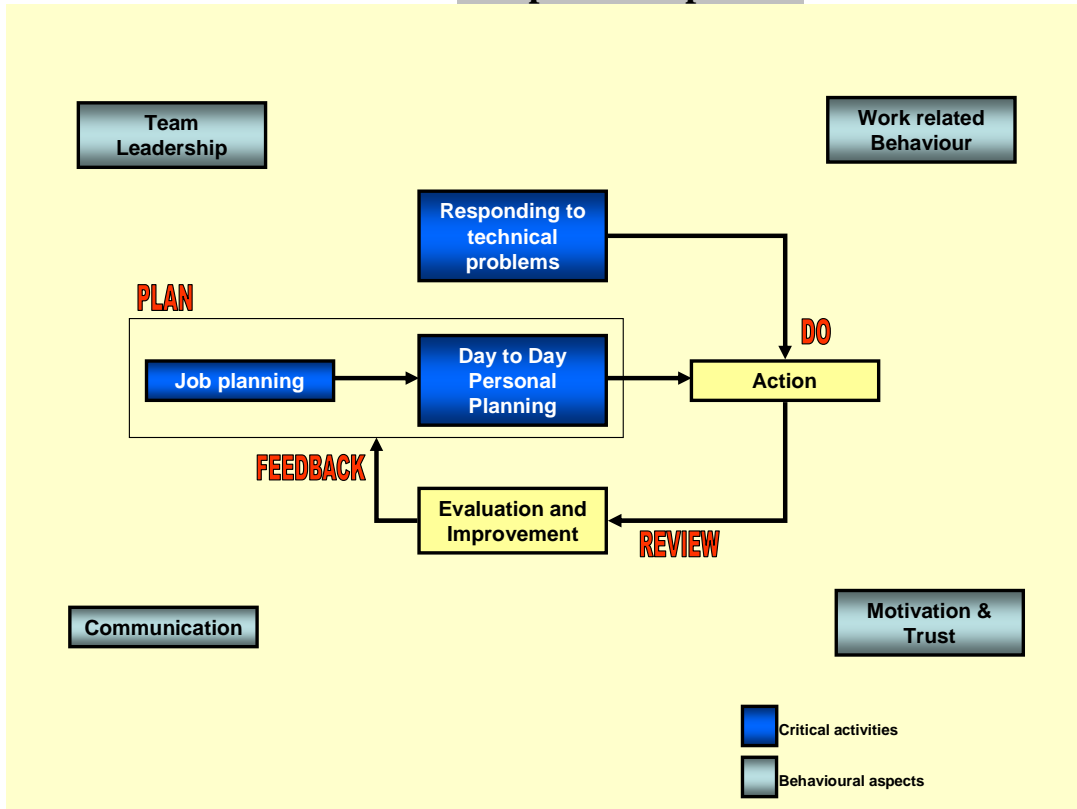 Team
Leadership
Work related
Behaviour
Responding to
technical
problems
PLAN
DO
Job planning
Day to Day
Personal
Planning
Action
FEEDBACK
Evaluation and
Improvement
REVIEW
Communication
Motivation &
Trust
Critical activities
Behavioural aspects